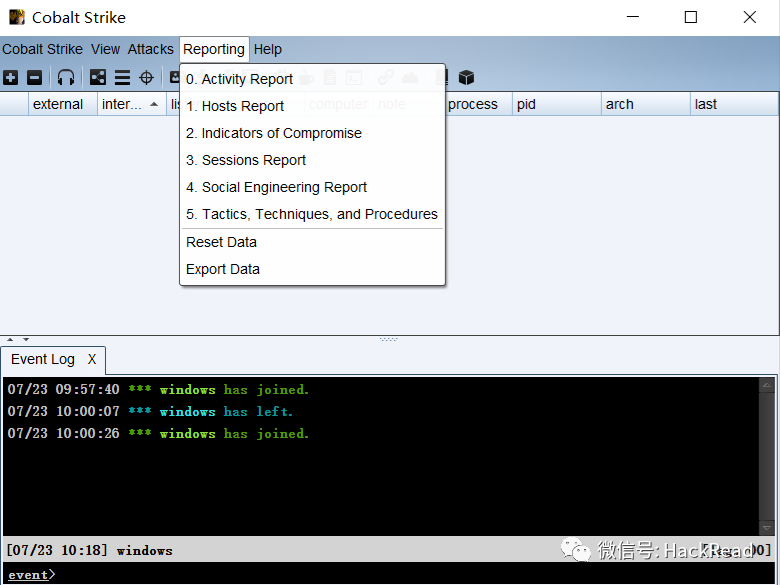 Cobalt Strike
Cobalt Strike View Attacks Reporting Help
0. Activity Report
1. Hosts Report
2. Indicators of Compromise
3. Sessions Report
4. Social Engineering Report
5. Tactics, Techniques, and Procedures
Reset Data
Export Data
external inter... computer note process pid arch last
Event Log X
07/23 09:57:40 *** windows has joined.
07/23 10:00:07 *** windows has left.
07/23 10:00:26 *** windows has joined.
[07/23 10:18] windows
微信号: HackRead
event>